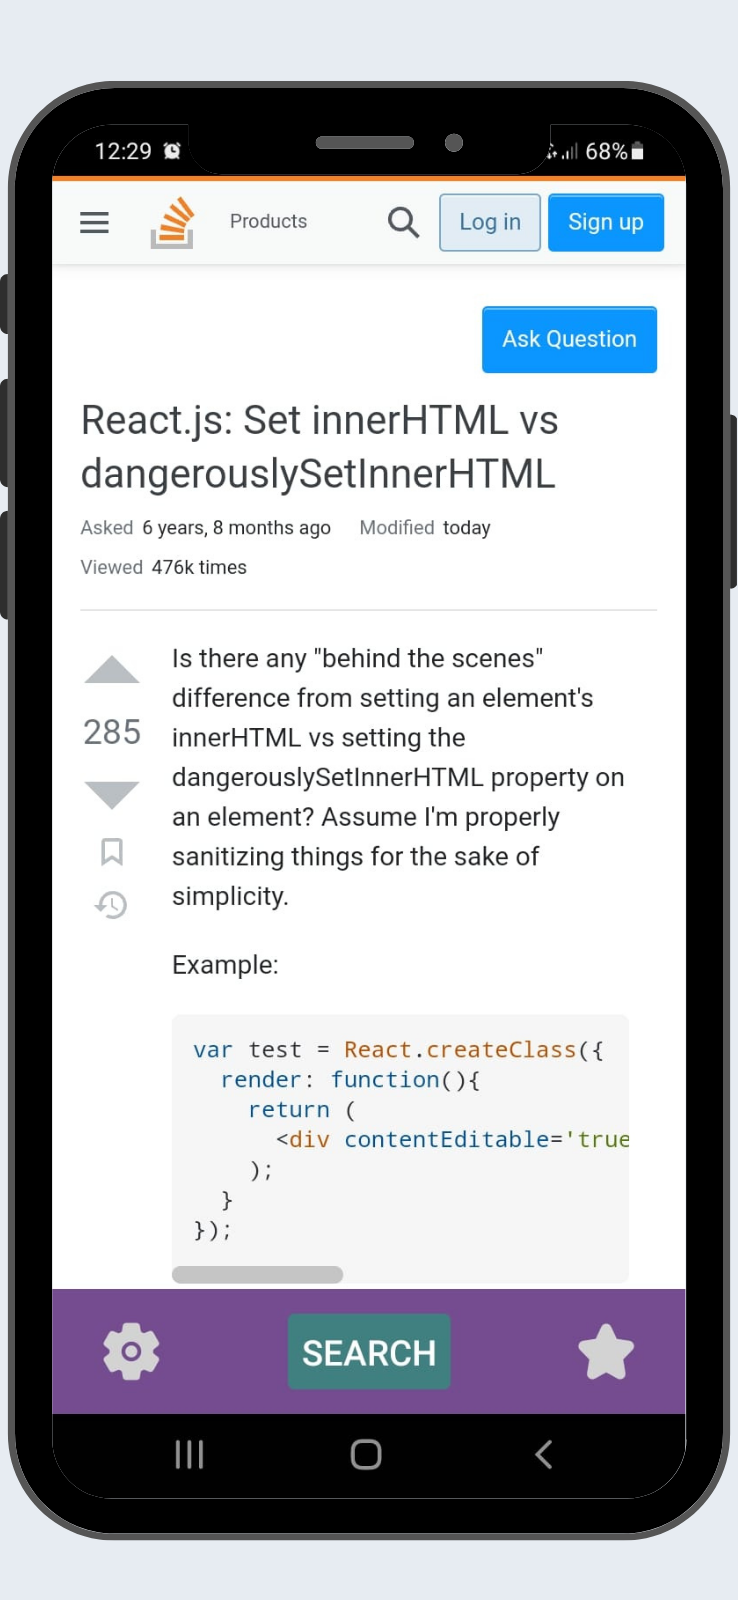 12:29
68%
Products
Log in
Sign up
Ask Question
React.js: Set innerHTML vs
dangerouslySetInnerHTML
Asked 6 years, 8 months ago Modified today
Viewed 476k times
285
Is there any "behind the scenes"
difference from setting an element's
innerHTML vs setting the
dangerouslySetInnerHTML property on
an element? Assume I'm properly
sanitizing things for the sake of
simplicity.
Example:
var test = React.createClass({
  render: function(){
    return (
      <div contentEditable='true
    );
  }
});
SEARCH